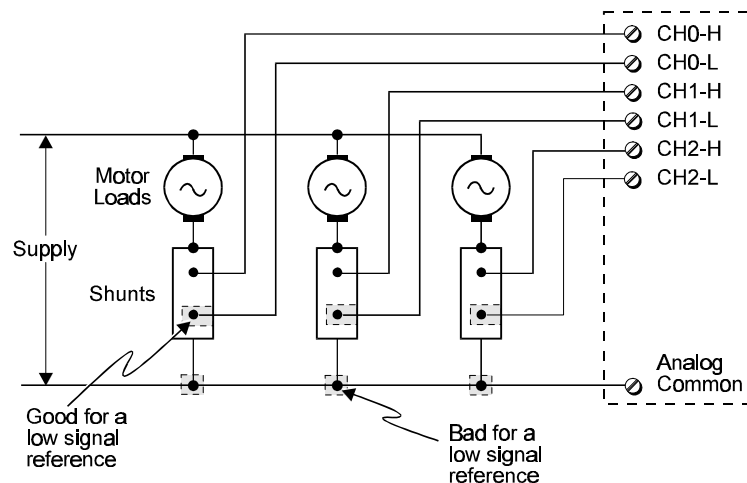 CH0-H
CH0-L
CH1-H
CH1-L
CH2-H
CH2-L
Motor
Loads
Supply
Shunts
Analog
Common
Good for a
low signal
reference
Bad for a
low signal
reference